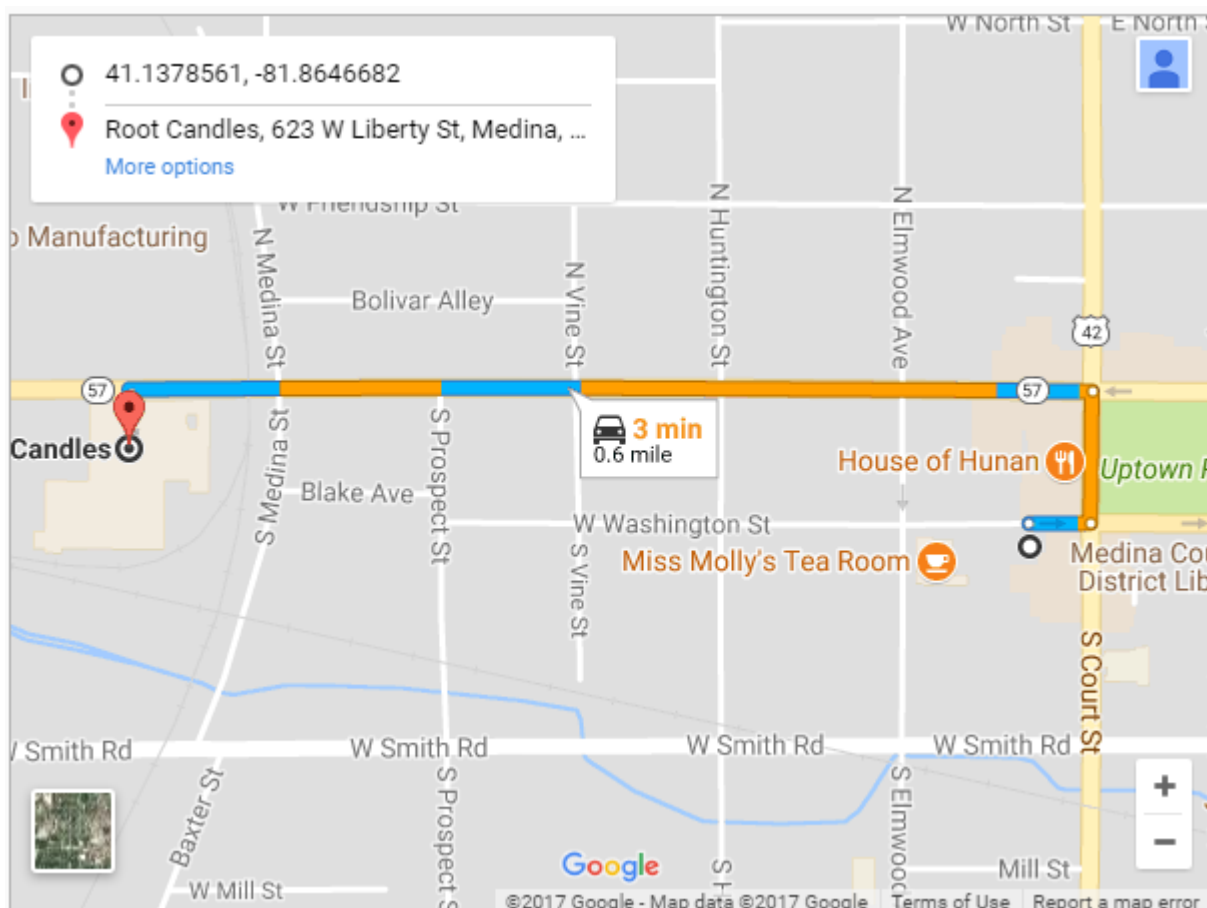 W North St
E North S
41.1378561, -81.8646682
Root Candles, 623 W Liberty St, Medina, ...
More options
W Friendship St
o Manufacturing
N Medina St
Bolivar Alley
N Vine St
N Huntington St
N Elmwood Ave
42
57
57
3 min
0.6 mile
Candles
House of Hunan
Uptown P
S Medina St
Blake Ave
S Prospect St
W Washington St
S Vine St
Miss Molly's Tea Room
Medina Cou
District Lib
S Court St
W Smith Rd
W Smith Rd
W Smith Rd
W Smith Rd
Baxter St
S Prospect S
S Elmwood
S H
W Mill St
Google
Mill St
©2017 Google - Map data ©2017 Google
Terms of Use
Report a map error